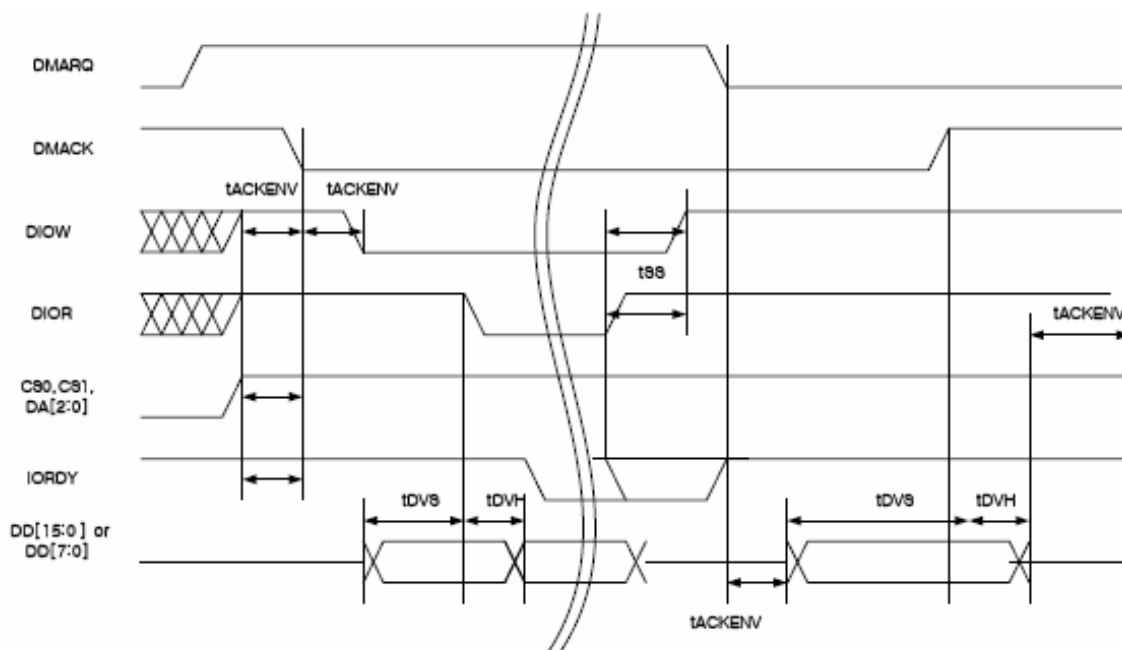 DMARQ
DMACK
tACKENV tACKENV
DIOW
tSS
DIOR
tACKENV
CS0, CS1,
DA[2:0]
IORDY
tDVS tDVH tDVS tDVH
DD[15:0] or
DD[7:0]
tACKENV